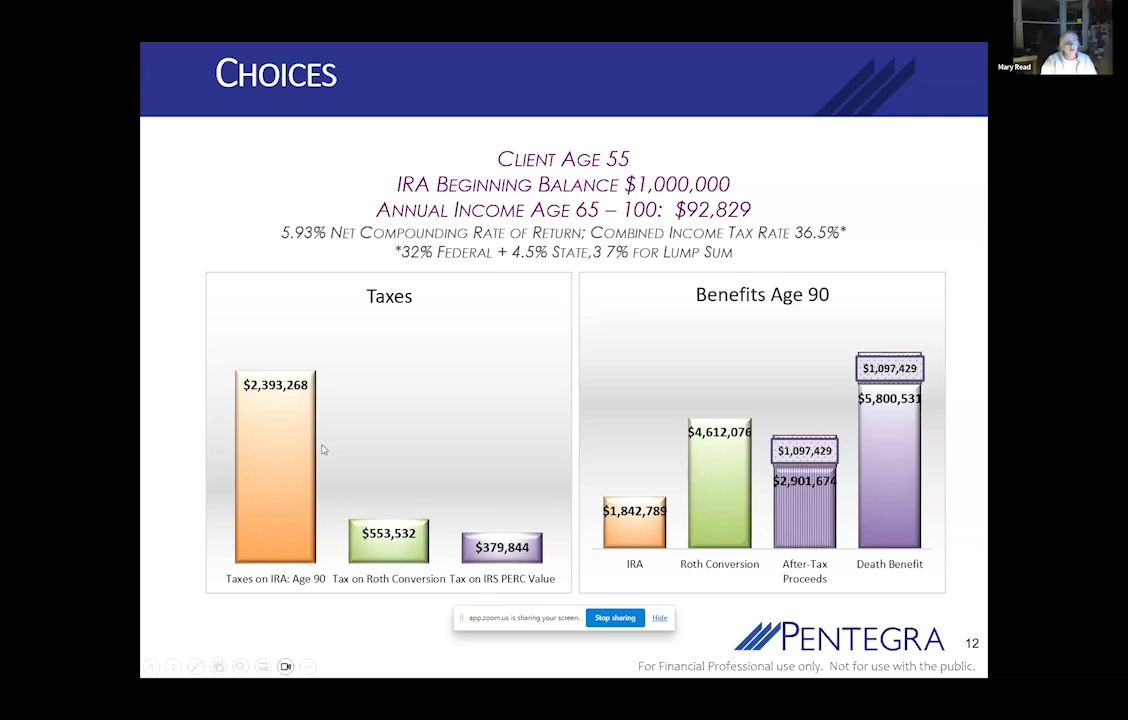 CHOICES
Mary Read
CLIENT AGE 55
IRA BEGINNING BALANCE $1,000,000
ANNUAL INCOME AGE 65 – 100: $92,829
5.93% NET COMPOUNDING RATE OF RETURN; COMBINED INCOME TAX RATE 36.5%*
*32% FEDERAL + 4.5% STATE,3 7% FOR LUMP SUM
Taxes
$2,393,268
$553,532
$379,844
Taxes on IRA: Age 90 Tax on Roth Conversion Tax on IRS PERC Value
Benefits Age 90
$1,097,429
$5,800,531
$4,612,076
$1,097,429
$2,901,674
$1,842,789
IRA Roth Conversion After-Tax Proceeds Death Benefit
app.zoom.us is sharing your screen. Stop sharing Hide
PENTEGRA
12
For Financial Professional use only. Not for use with the public.